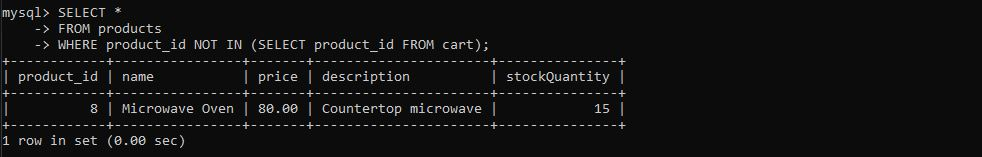 mysql> SELECT *
    -> FROM products
    -> WHERE product_id NOT IN (SELECT product_id FROM cart);
+------------+----------------+-------+----------------------+---------------+
| product_id | name           | price | description          | stockQuantity |
+------------+----------------+-------+----------------------+---------------+
|          8 | Microwave Oven | 80.00 | Countertop microwave |            15 |
+------------+----------------+-------+----------------------+---------------+
1 row in set (0.00 sec)